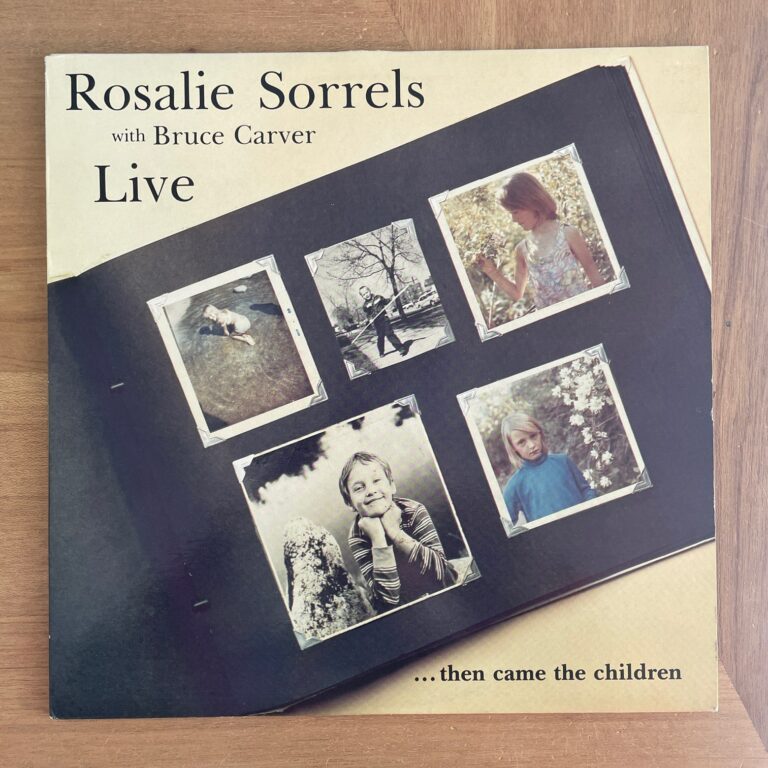 Rosalie Sorrels
with Bruce Carver
Live
...then came the children